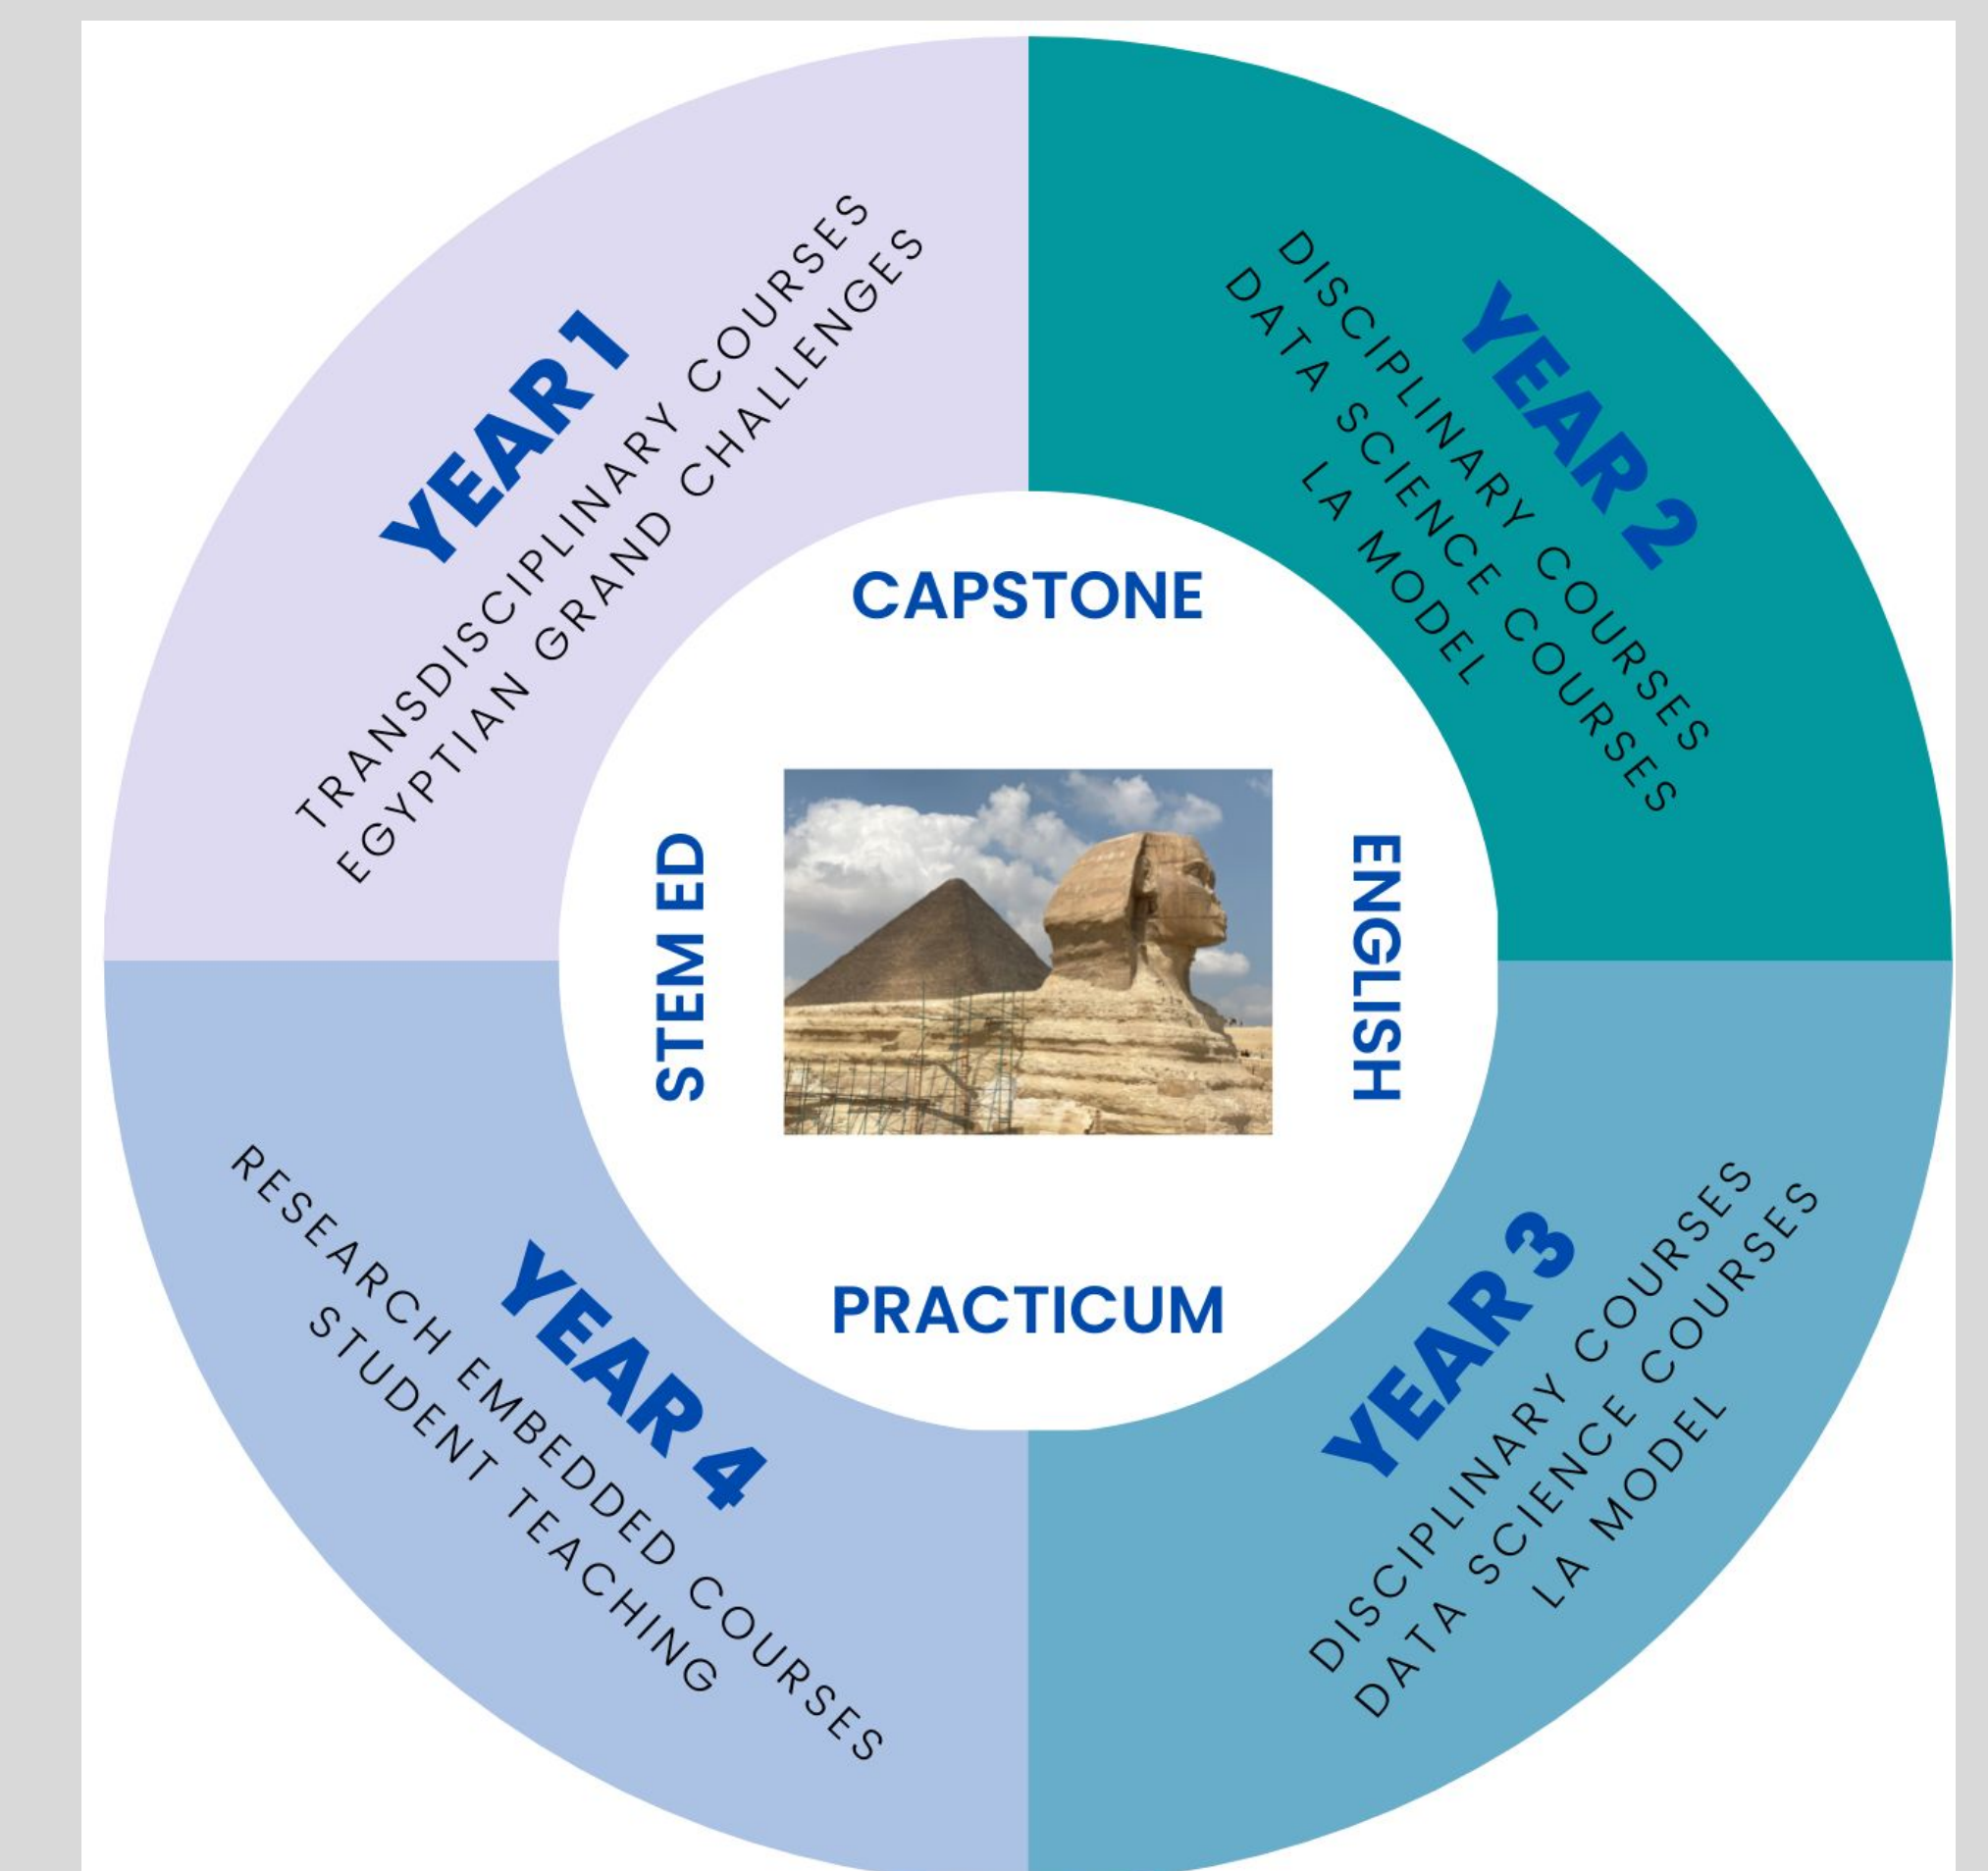 YEAR 1
TRANSDISCIPLINARY COURSES
EGYPTIAN GRAND CHALLENGES
YEAR 2
DISCIPLINARY COURSES
DATA SCIENCE COURSES
LA MODEL
CAPSTONE
STEM ED
ENGLISH
PRACTICUM
YEAR 3
DISCIPLINARY COURSES
DATA SCIENCE COURSES
LA MODEL
YEAR 4
RESEARCH EMBEDDED COURSES
STUDENT TEACHING